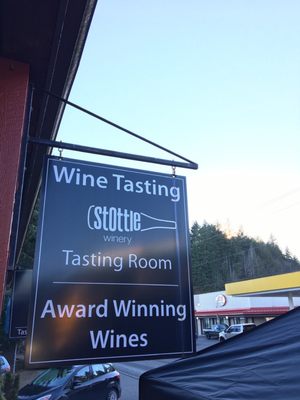 Wine Tasting
Stottle
winery
Tasting Room
Award Winning
Wines